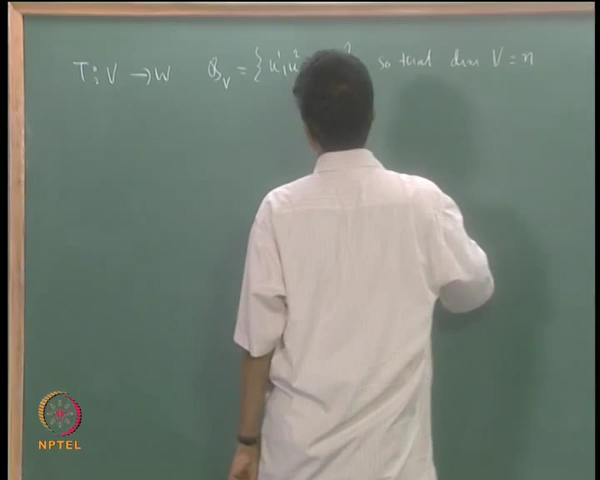 T : V → W   B_V = { u¹, u² } so that dim V = n
NPTEL